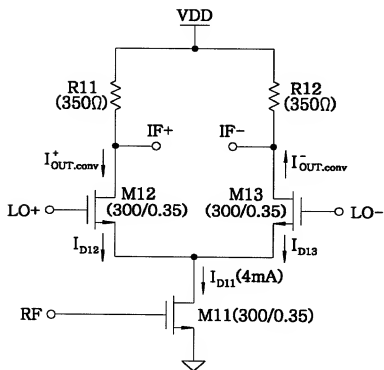 VDD
R11
(350Ω)
R12
(350Ω)
IF+
IF-
I⁺OUT.conv
I⁻OUT.conv
M12
(300/0.35)
M13
(300/0.35)
LO+
LO-
ID12
ID13
ID11(4mA)
RF
M11(300/0.35)